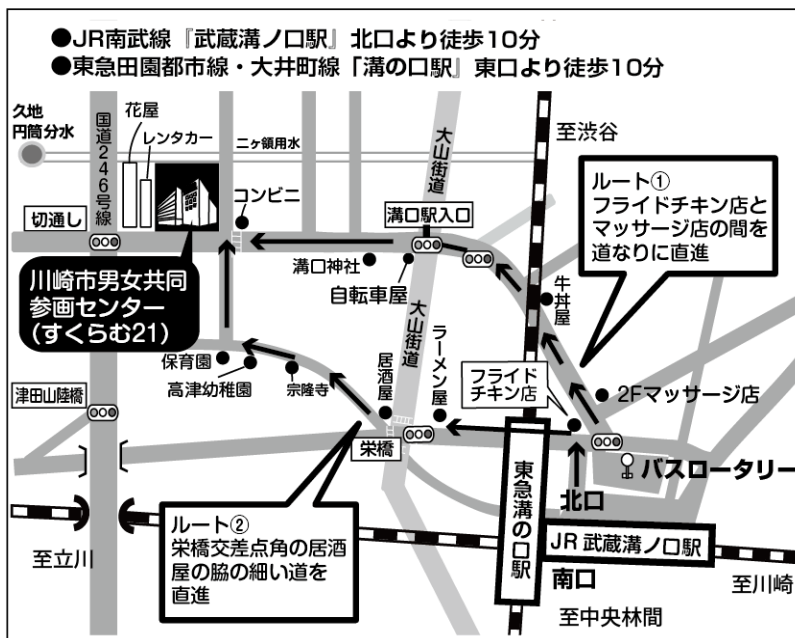 ●JR南武線『武蔵溝ノ口駅』北口より徒歩10分
●東急田園都市線・大井町線「溝の口駅」東口より徒歩10分
久地
円筒分水
国道246号線
花屋
レンタカー
二ヶ領用水
大山街道
至渋谷
コンビニ
切通し
溝口駅入口
ルート①
フライドチキン店と
マッサージ店の間を
道なりに直進
川崎市男女共同
参画センター
(すくらむ21)
溝口神社
自転車屋
牛丼屋
大山街道
保育園
高津幼稚園
宗隆寺
居酒屋
ラーメン屋
フライド
チキン店
2Fマッサージ店
津田山陸橋
栄橋
バスロータリー
北口
東急溝の口駅
ルート②
栄橋交差点角の居酒
屋の脇の細い道を
直進
JR武蔵溝ノ口駅
南口
至立川
至川崎
至中央林間